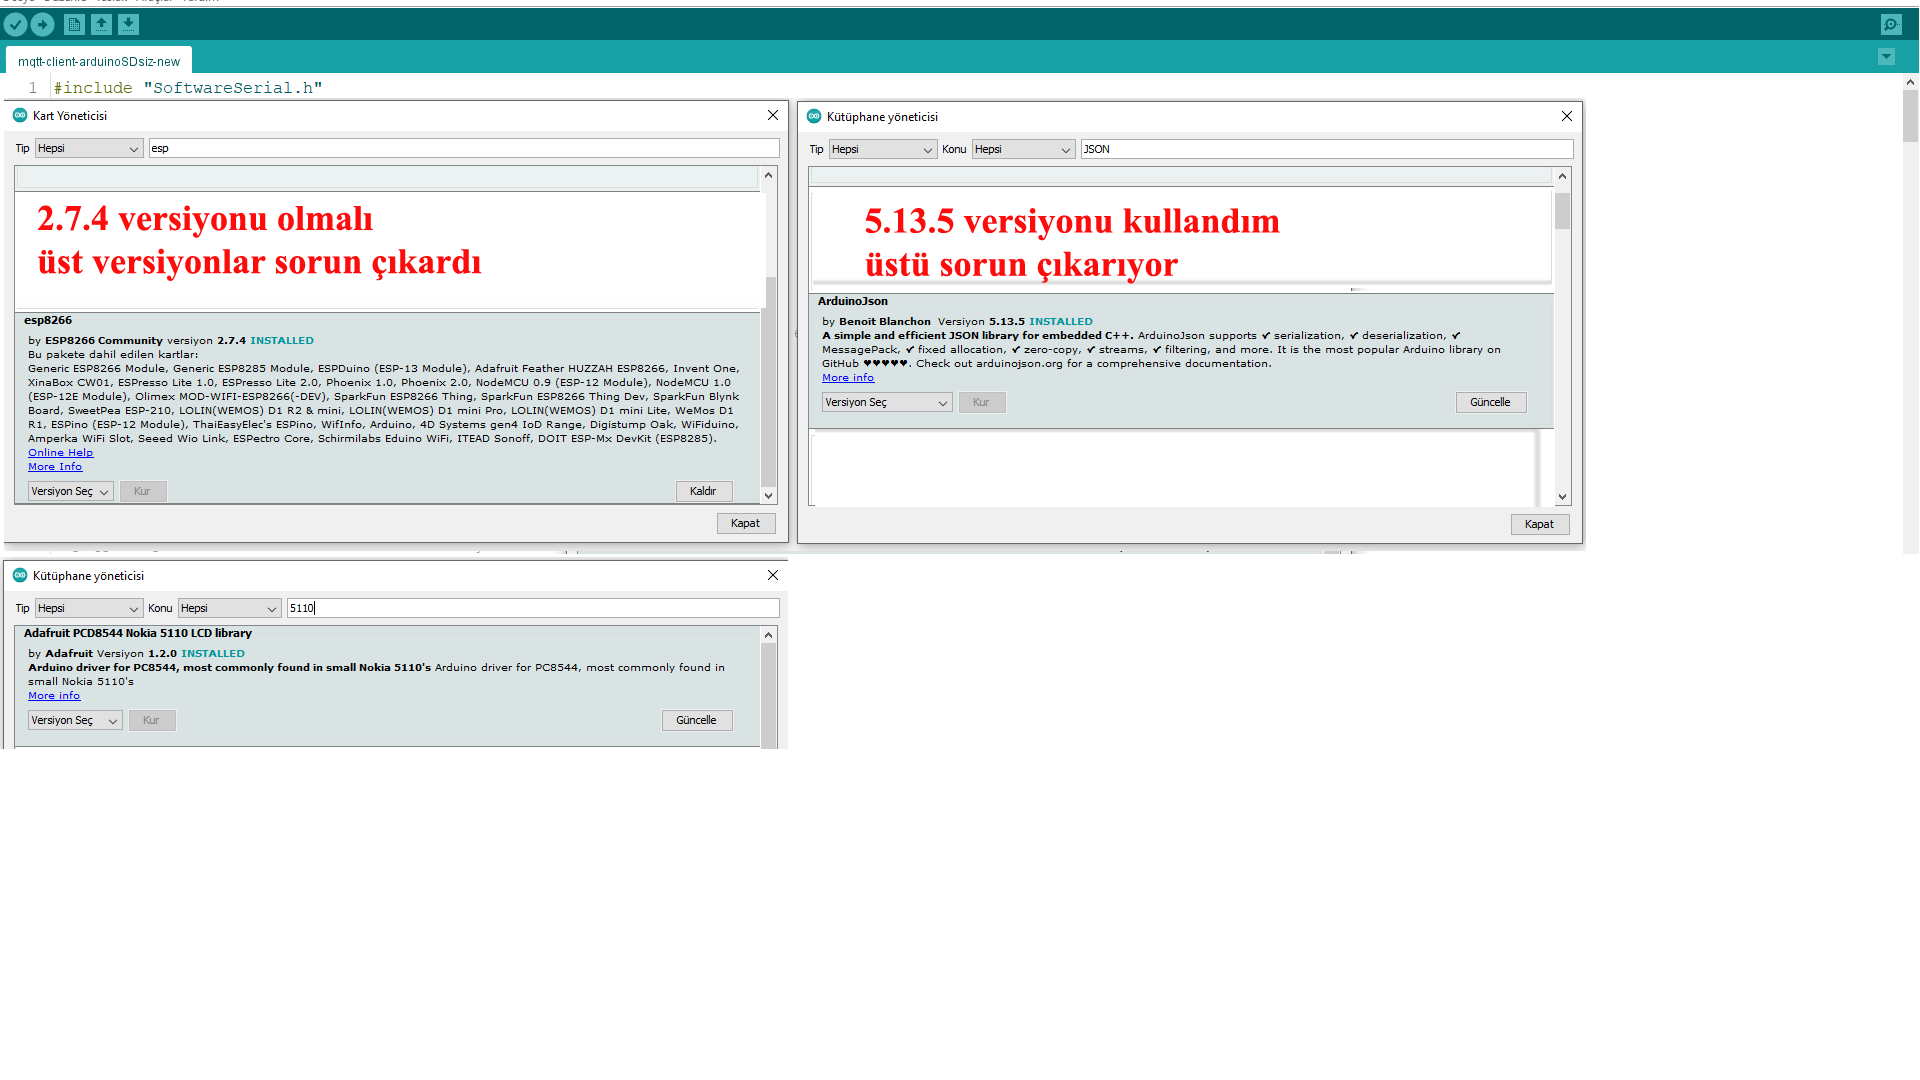 mqtt-client-arduinoSDsiz-new
1 #include "SoftwareSerial.h"
Kart Yöneticisi
Tip Hepsi esp
2.7.4 versiyonu olmalı
üst versiyonlar sorun çıkardı
esp8266
by ESP8266 Community versiyon 2.7.4 INSTALLED
Bu pakete dahil edilen kartlar:
Generic ESP8266 Module, Generic ESP8285 Module, ESPDuino (ESP-13 Module), Adafruit Feather HUZZAH ESP8266, Invent One,
XinaBox CW01, ESPresso Lite 1.0, ESPresso Lite 2.0, Phoenix 1.0, Phoenix 2.0, NodeMCU 0.9 (ESP-12 Module), NodeMCU 1.0
(ESP-12E Module), Olimex MOD-WIFI-ESP8266(-DEV), SparkFun ESP8266 Thing, SparkFun ESP8266 Thing Dev, SparkFun Blynk
Board, SweetPea ESP-210, LOLIN(WEMOS) D1 R2 & mini, LOLIN(WEMOS) D1 mini Pro, LOLIN(WEMOS) D1 mini Lite, WeMos D1
R1, ESPino (ESP-12 Module), ThaiEasyElec's ESPino, WifInfo, Arduino, 4D Systems gen4 IoD Range, Digistump Oak, WiFiduino,
Amperka WiFi Slot, Seeed Wio Link, ESPectro Core, Schirmilabs Eduino WiFi, ITEAD Sonoff, DOIT ESP-Mx DevKit (ESP8285).
Online Help
More Info
Versiyon Seç Kur Kaldır
Kapat
Kütüphane yöneticisi
Tip Hepsi Konu Hepsi JSON
5.13.5 versiyonu kullandım
üstü sorun çıkarıyor
ArduinoJson
by Benoit Blanchon Versiyon 5.13.5 INSTALLED
A simple and efficient JSON library for embedded C++. ArduinoJson supports ✔ serialization, ✔ deserialization, ✔
MessagePack, ✔ fixed allocation, ✔ zero-copy, ✔ streams, ✔ filtering, and more. It is the most popular Arduino library on
GitHub ♥♥♥♥♥. Check out arduinojson.org for a comprehensive documentation.
More info
Versiyon Seç Kur Güncelle
Kapat
Kütüphane yöneticisi
Tip Hepsi Konu Hepsi 5110
Adafruit PCD8544 Nokia 5110 LCD library
by Adafruit Versiyon 1.2.0 INSTALLED
Arduino driver for PC8544, most commonly found in small Nokia 5110's Arduino driver for PC8544, most commonly found in
small Nokia 5110's
More info
Versiyon Seç Kur Güncelle